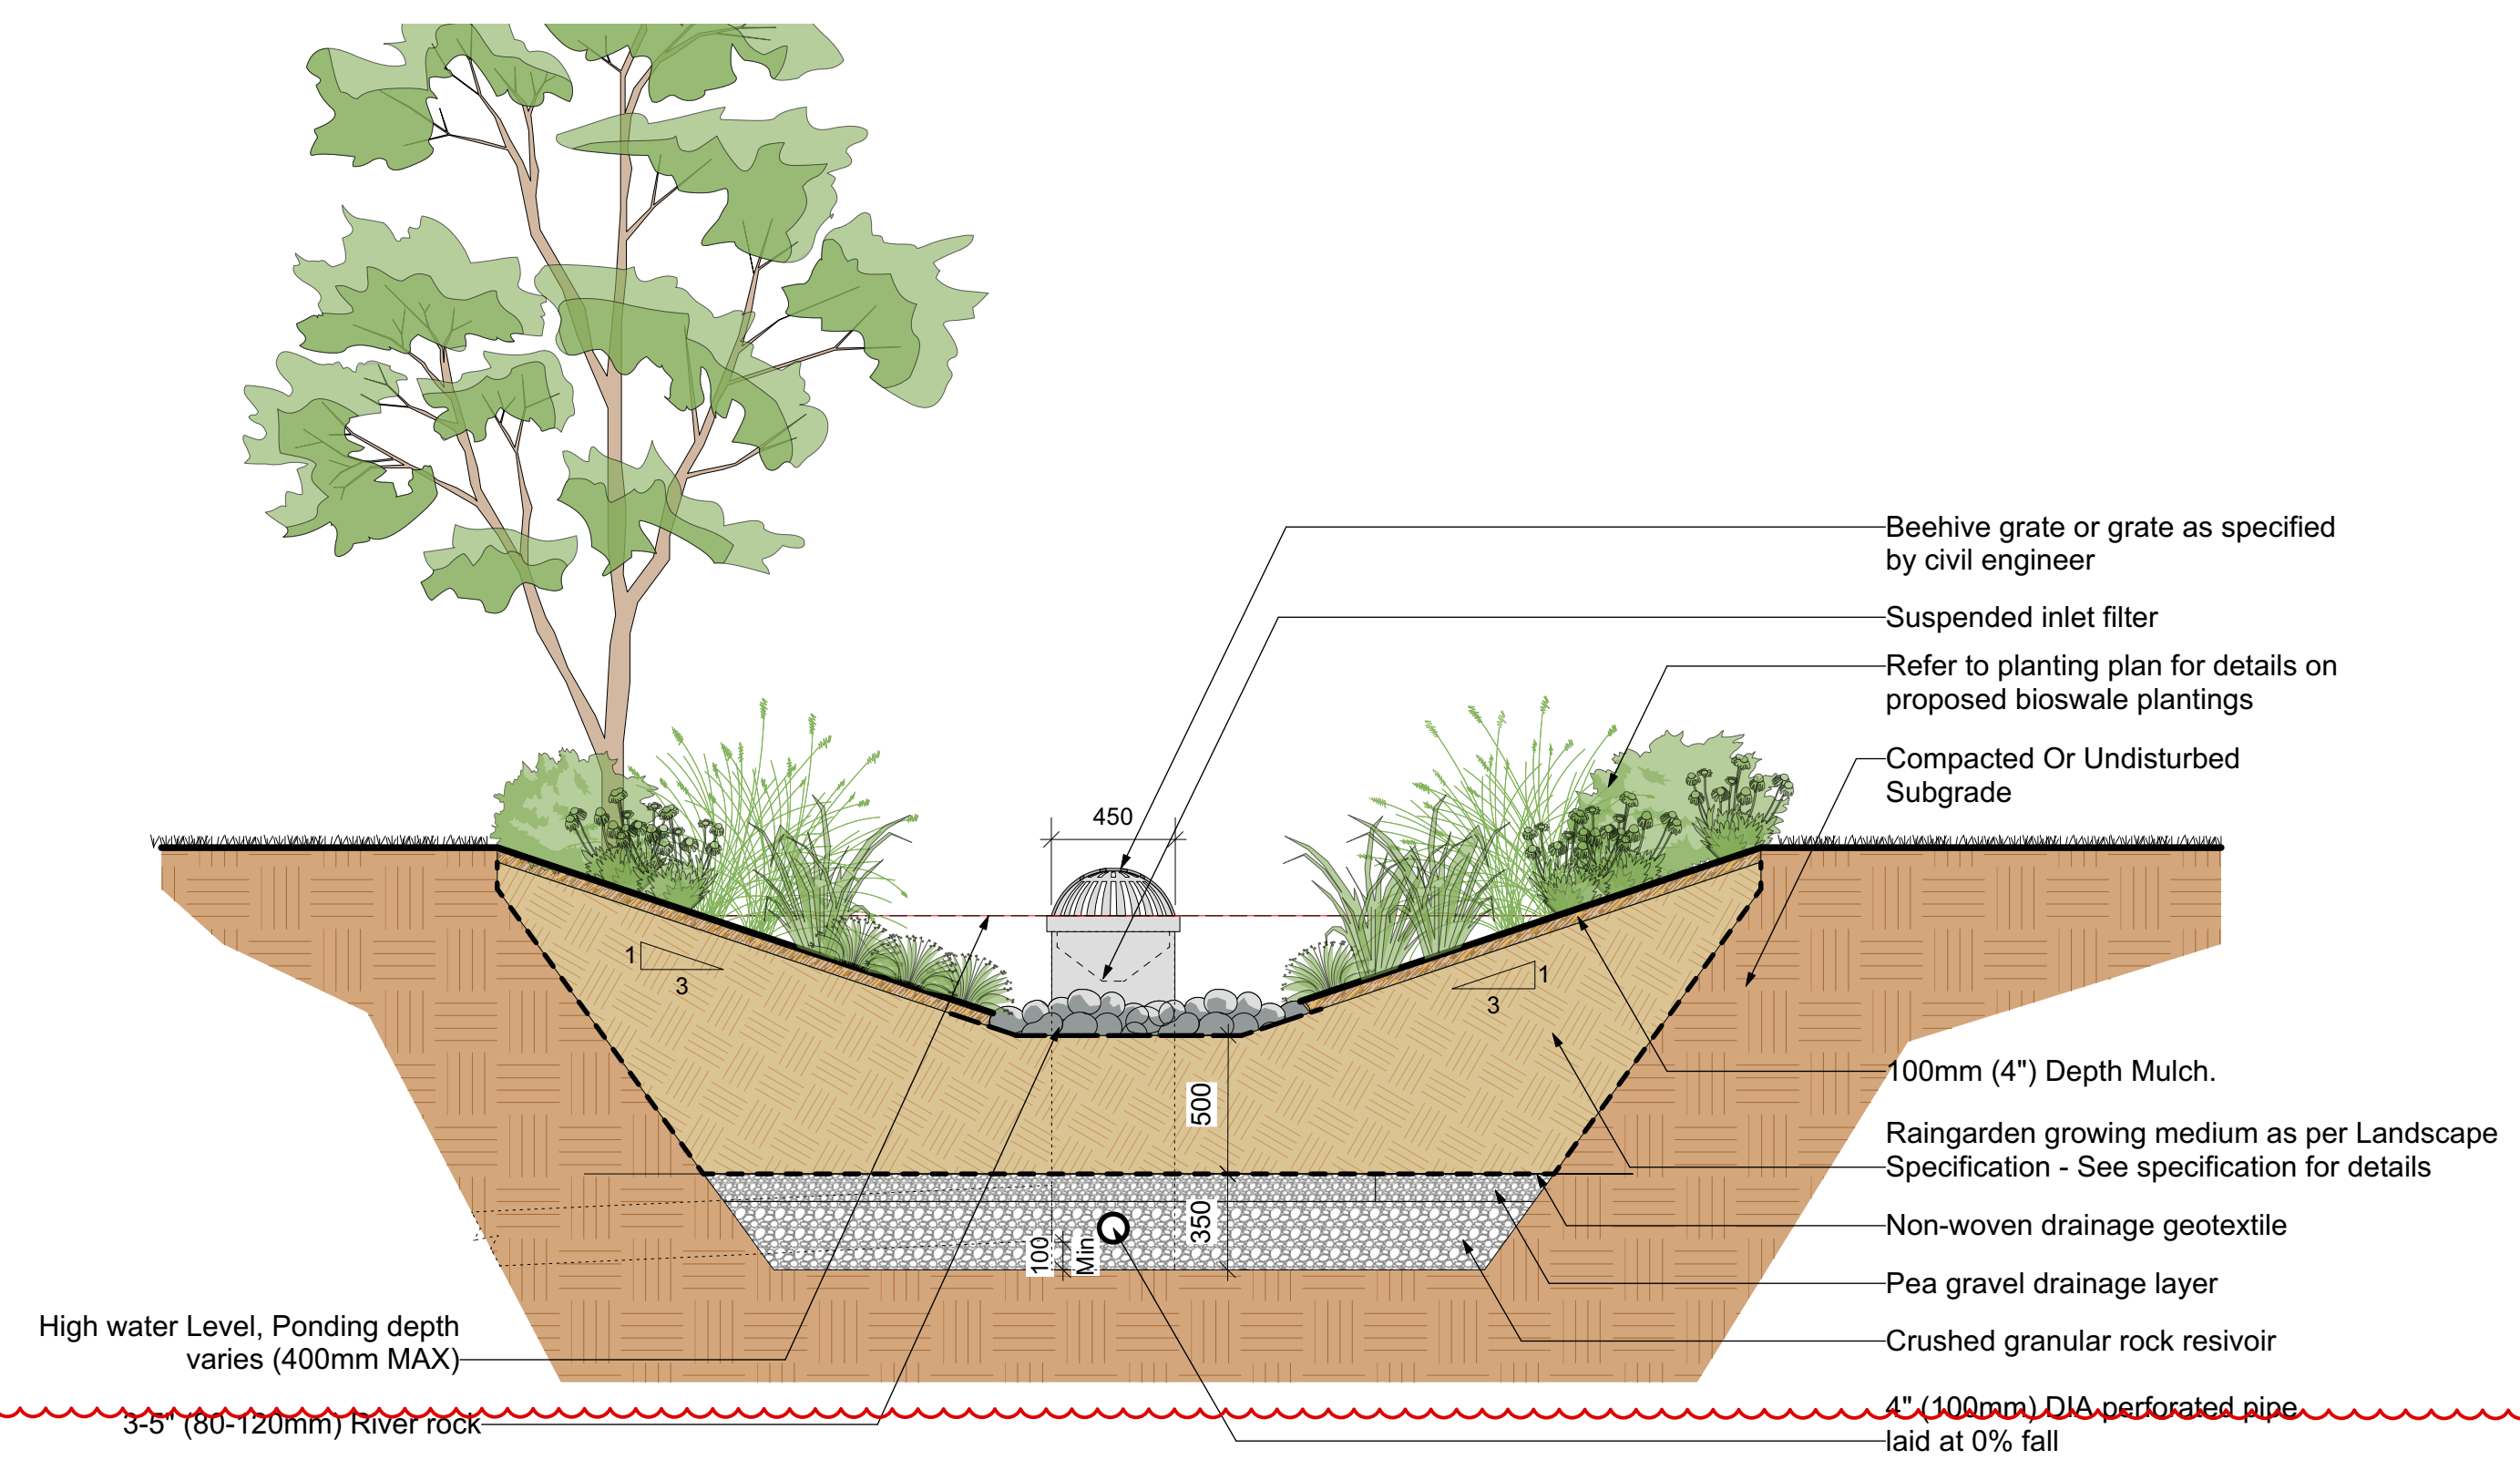 Beehive grate or grate as specified
by civil engineer
Suspended inlet filter
Refer to planting plan for details on
proposed bioswale plantings
Compacted Or Undisturbed
Subgrade
450
1
3
1
3
100mm (4") Depth Mulch.
500
Raingarden growing medium as per Landscape
Specification - See specification for details
350
100
Min
Non-woven drainage geotextile
Pea gravel drainage layer
Crushed granular rock resivoir
High water Level, Ponding depth
varies (400mm MAX)
3-5" (80-120mm) River rock
4" (100mm) DIA perforated pipe
laid at 0% fall